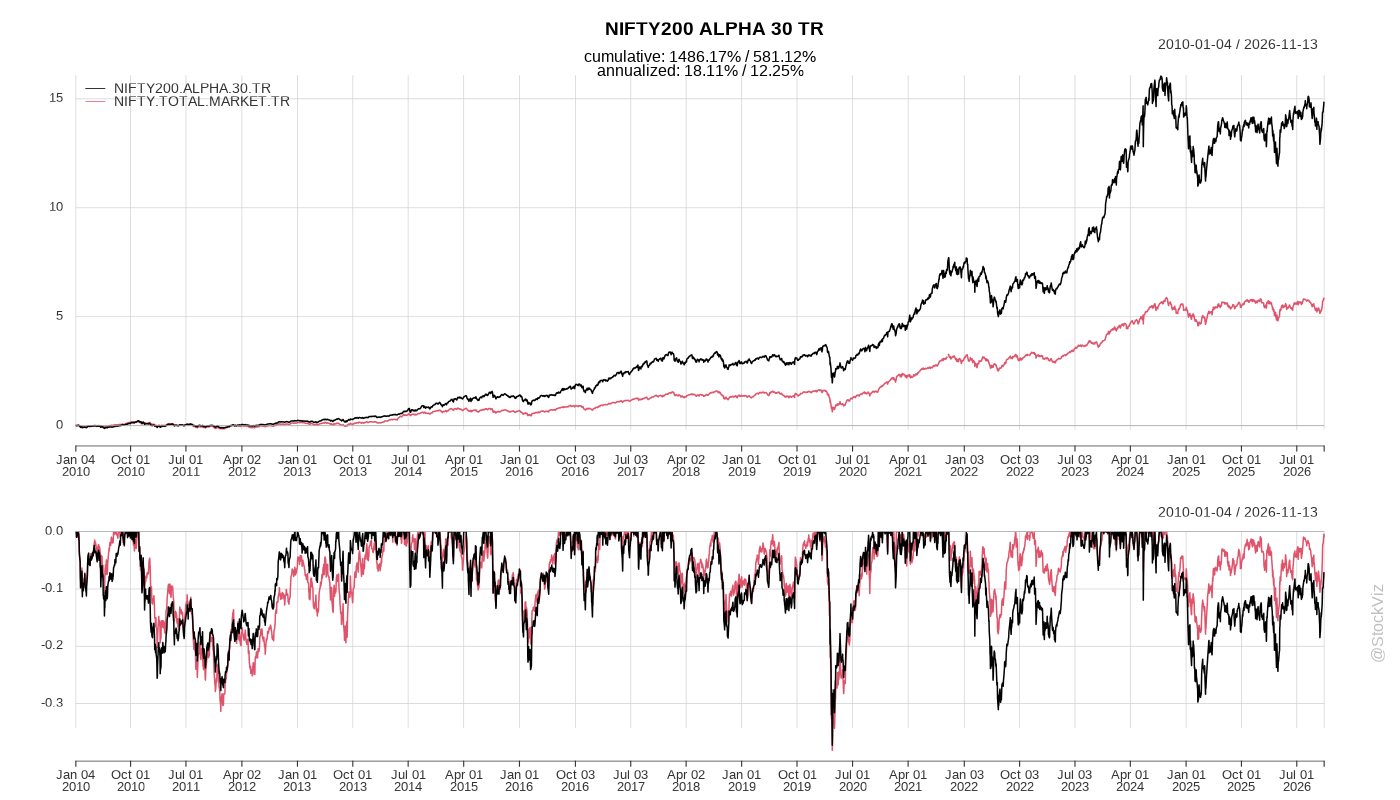 NIFTY200 ALPHA 30 TR
2010-01-04 / 2026-11-13
cumulative: 1486.17% / 581.12%
annualized: 18.11% / 12.25%
NIFTY200.ALPHA.30.TR
NIFTY.TOTAL.MARKET.TR
15
10
5
0
Jan 04 Oct 01 Jul 01 Apr 02 Jan 01 Oct 01 Jul 01 Apr 01 Jan 01 Oct 03 Jul 03 Apr 02 Jan 01 Oct 01 Jul 01 Apr 01 Jan 03 Oct 03 Jul 03 Apr 01 Jan 01 Oct 01 Jul 01
2010 2010 2011 2012 2013 2013 2014 2015 2016 2016 2017 2018 2019 2019 2020 2021 2022 2022 2023 2024 2025 2025 2026
2010-01-04 / 2026-11-13
0.0
-0.1
-0.2
-0.3
Jan 04 Oct 01 Jul 01 Apr 02 Jan 01 Oct 01 Jul 01 Apr 01 Jan 01 Oct 03 Jul 03 Apr 02 Jan 01 Oct 01 Jul 01 Apr 01 Jan 03 Oct 03 Jul 03 Apr 01 Jan 01 Oct 01 Jul 01
2010 2010 2011 2012 2013 2013 2014 2015 2016 2016 2017 2018 2019 2019 2020 2021 2022 2022 2023 2024 2025 2025 2026
@StockViz